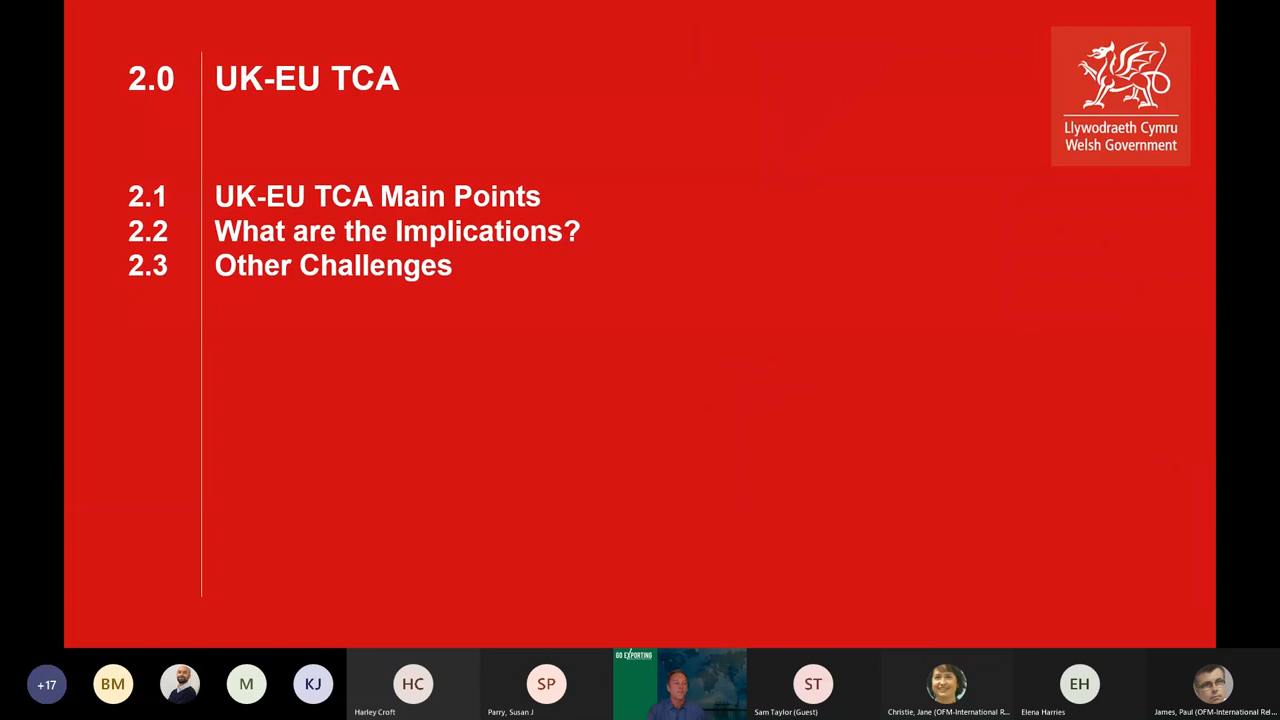 2.0 UK-EU TCA
Llywodraeth Cymru
Welsh Government
2.1 UK-EU TCA Main Points
2.2 What are the Implications?
2.3 Other Challenges
GO EXPORTING
+17
BM
M
KJ
HC
SP
ST
EH
Harley Croft
Parry, Susan J
Sam Taylor (Guest)
Christie, Jane (OFM-International R...
Elena Harries
James, Paul (OFM-International Rel...